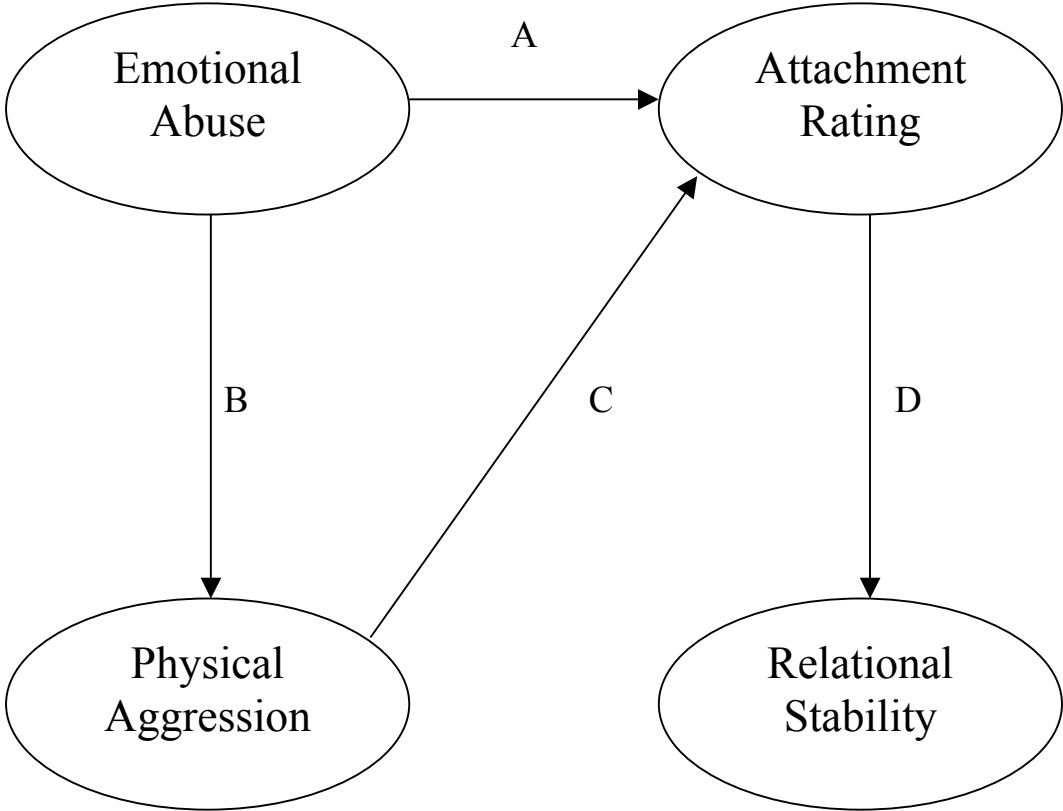 A
Emotional
Abuse
Attachment
Rating
B
C
D
Physical
Aggression
Relational
Stability